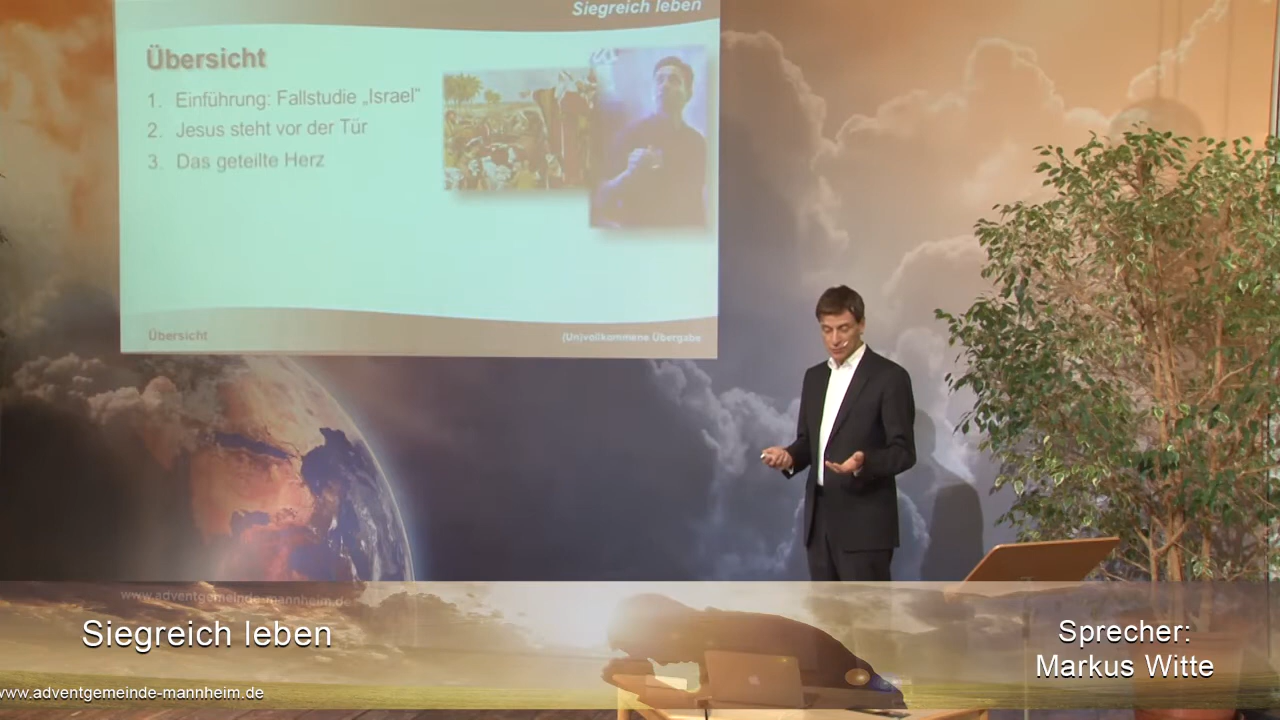 Siegreich leben
Übersicht
1. Einführung: Fallstudie „Israel"
2. Jesus steht vor der Tür
3. Das geteilte Herz
Übersicht
(Un)vollkommene Übergabe
www.adventgemeinde-mannheim.de
Siegreich leben
Sprecher:
Markus Witte
www.adventgemeinde-mannheim.de